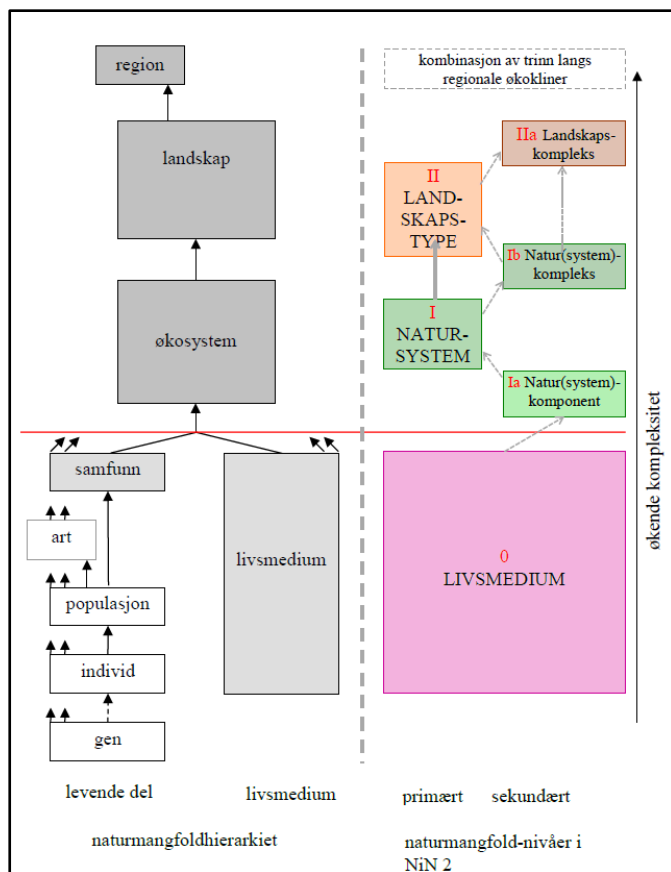 region
landskap
økosystem
samfunn
art
populasjon
individ
gen
livsmedium
levende del
livsmedium
naturmangfoldhierarkiet
kombinasjon av trinn langs
regionale økokliner
IIa Landskaps-
kompleks
II
LAND-
SKAPS-
TYPE
Ib Natur(system)-
kompleks
I
NATUR-
SYSTEM
Ia Natur(system)-
komponent
0
LIVSMEDIUM
primært
sekundært
naturmangfold-nivåer i
NiN 2
økende kompleksitet